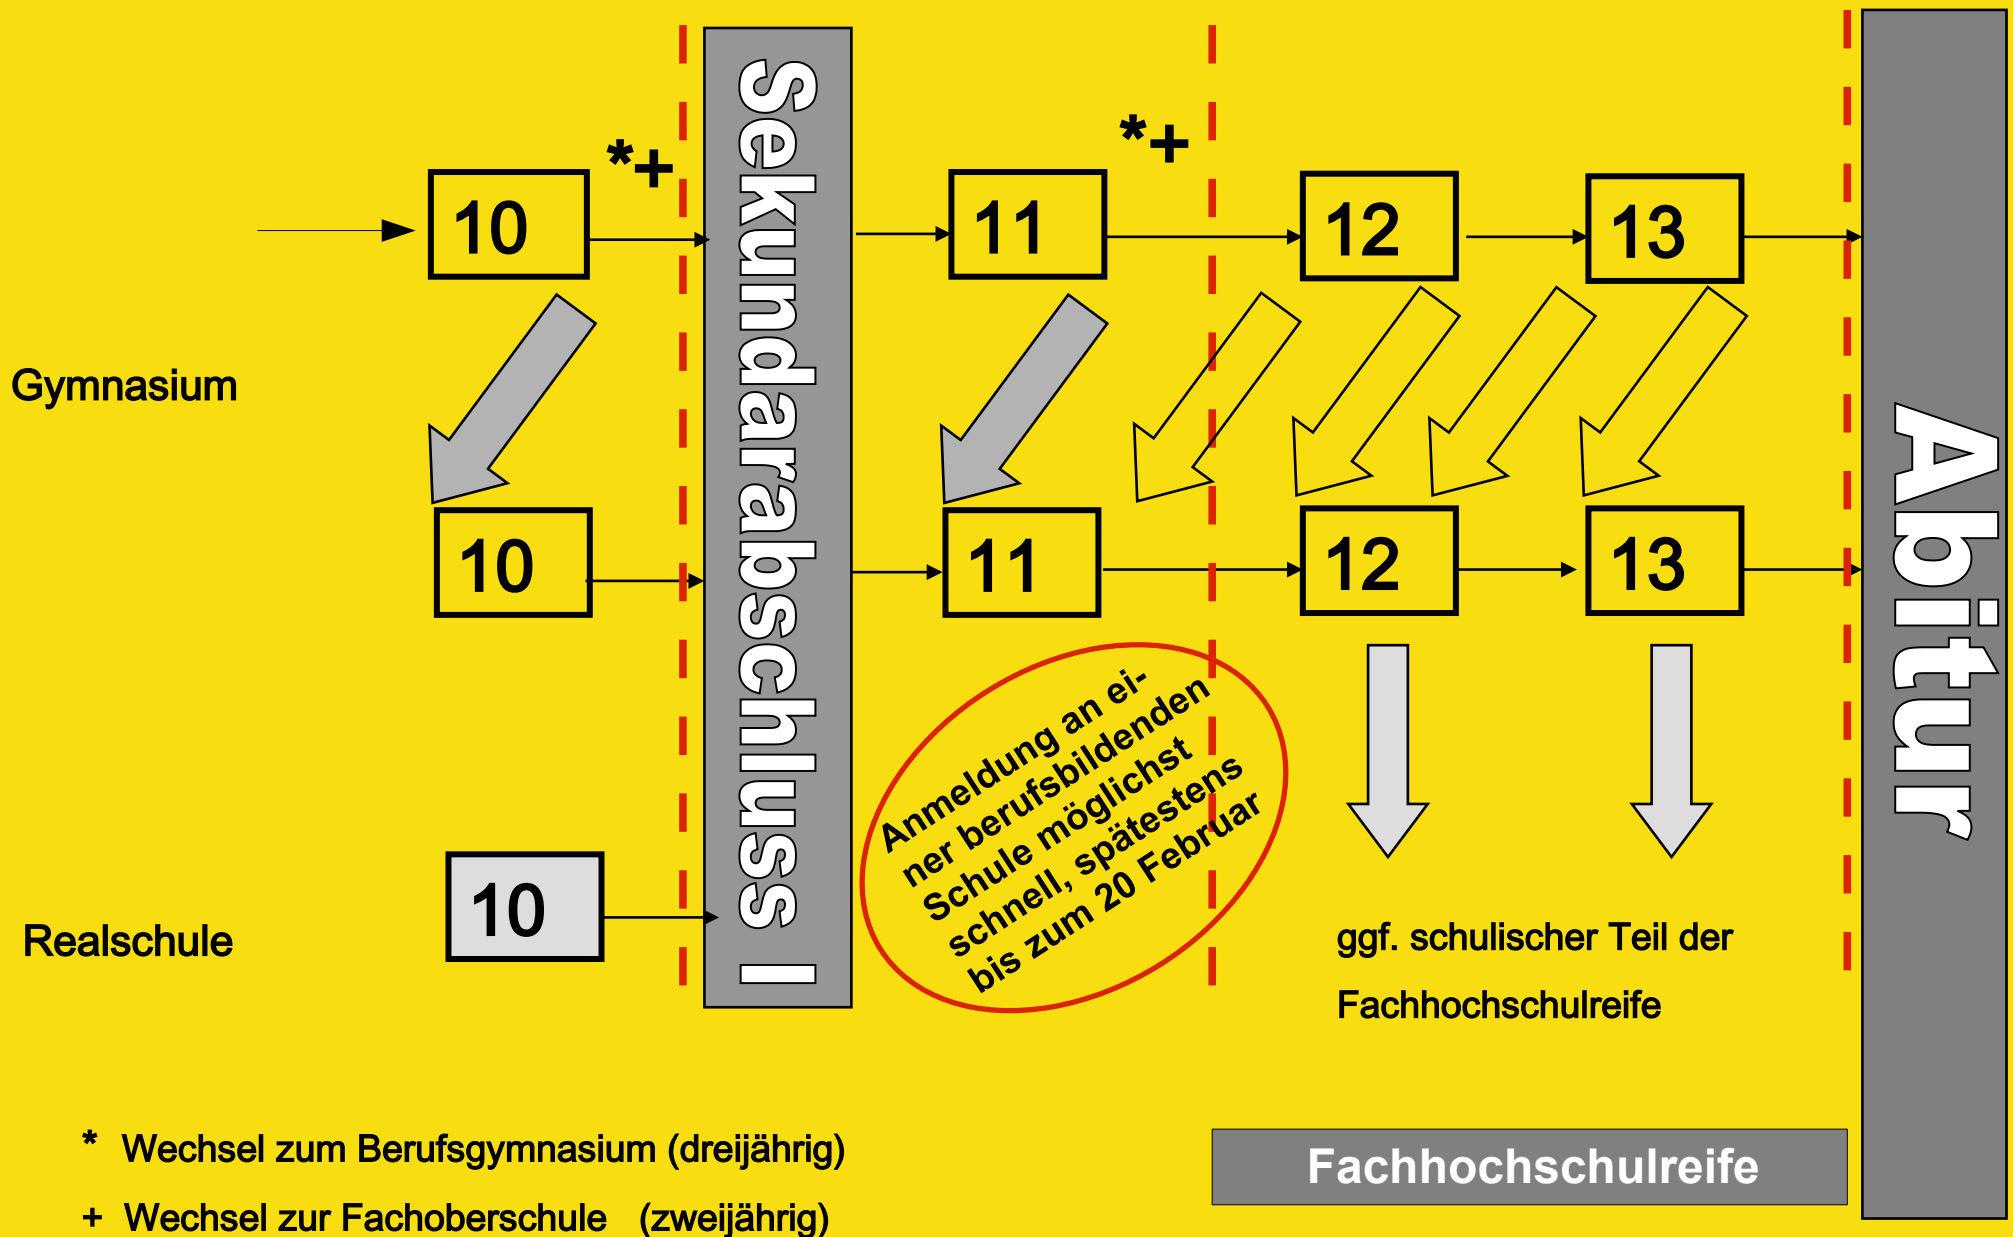 *+
*+
10
11
12
13
Gymnasium
10
11
12
13
Sekundarabschluss I
Abitur
Anmeldung an ei-
ner berufsbildenden
Schule möglichst
schnell, spätestens
bis zum 20 Februar
10
Realschule
ggf. schulischer Teil der
Fachhochschulreife
* Wechsel zum Berufsgymnasium (dreijährig)
+ Wechsel zur Fachoberschule (zweijährig)
Fachhochschulreife